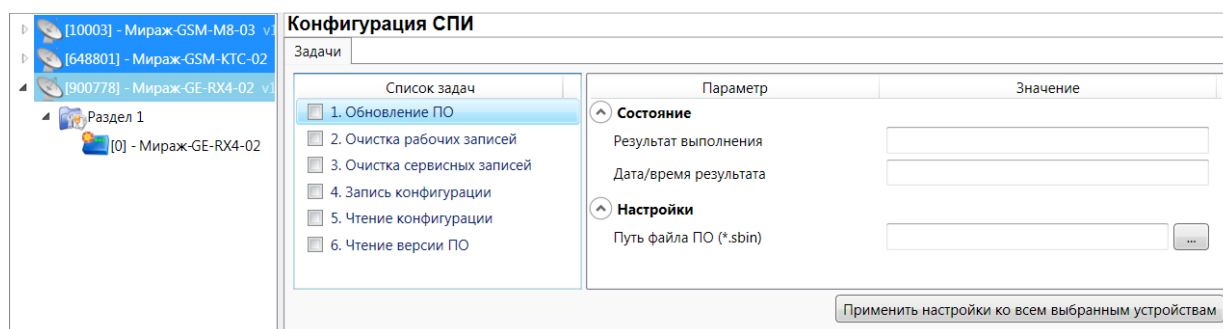 [10003] - Мираж-GSM-M8-03 v1
[648801] - Мираж-GSM-KTC-02
[900778] - Мираж-GE-RX4-02 v1
Раздел 1
[0] - Мираж-GE-RX4-02
Конфигурация СПИ
Задачи
Список задач
1. Обновление ПО
2. Очистка рабочих записей
3. Очистка сервисных записей
4. Запись конфигурации
5. Чтение конфигурации
6. Чтение версии ПО
Параметр Значение
Состояние
Результат выполнения
Дата/время результата
Настройки
Путь файла ПО (*.sbin) ...
Применить настройки ко всем выбранным устройствам